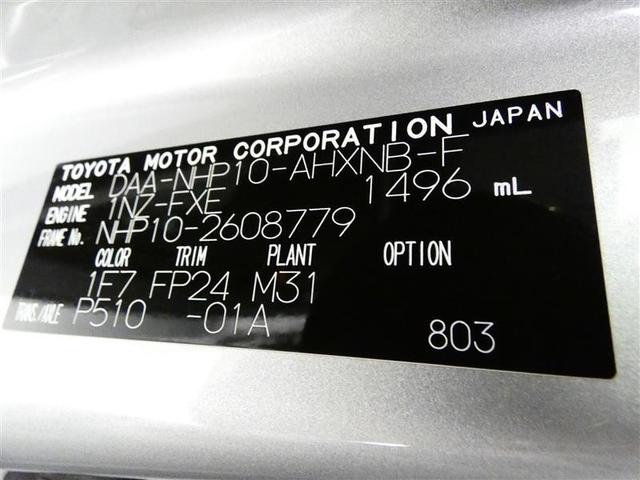 TOYOTA MOTOR CORPORATION JAPAN
MODEL DAA-NHP10-AHXNB-F
ENGINE 1NZ-FXE 1496 mL
FRAME No. NHP10-2608779
COLOR TRIM PLANT OPTION
1F7 FP24 M31
TRANS./AXLE P510 -01A 803